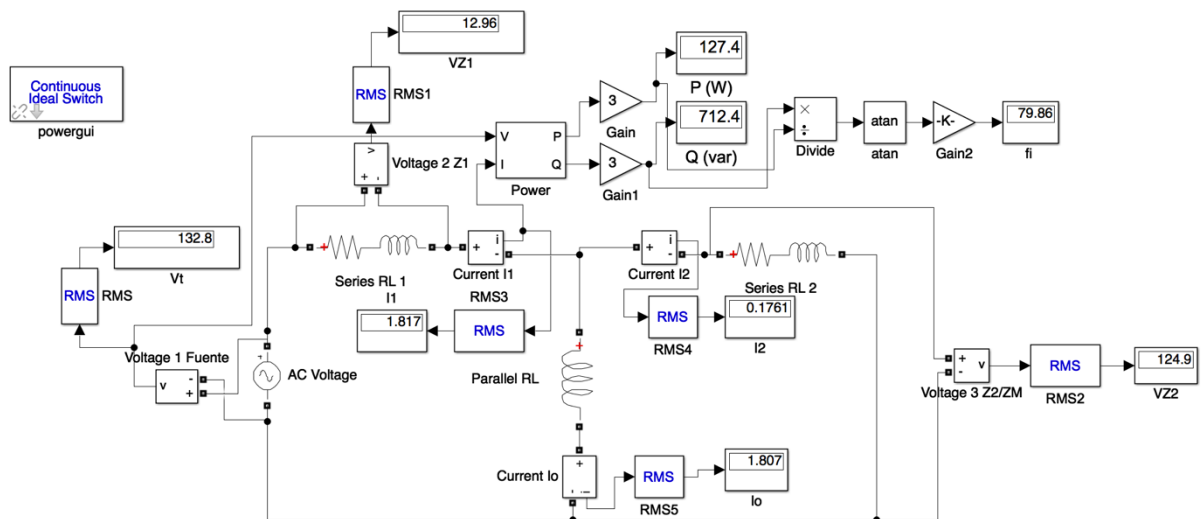 12.96
VZ1
Continuous
Ideal Switch
powergui
RMS
RMS1
127.4
P (W)
3
Gain
712.4
Q (var)
V
I
P
Q
Power
3
Gain1
×
÷
Divide
atan
atan
-K-
Gain2
79.86
fi
v
+
-
Voltage 2 Z1
132.8
Vt
RMS
RMS
+
Series RL 1
+
i
-
Current I1
+
i
-
Current I2
+
Series RL 2
I1
1.817
RMS3
RMS
RMS
RMS4
0.1761
I2
Voltage 1 Fuente
v
-
+
+
AC Voltage
Parallel RL
+
+
-
v
Voltage 3 Z2/ZM
RMS
RMS2
124.9
VZ2
Current Io
+
-
i
RMS
RMS5
1.807
Io